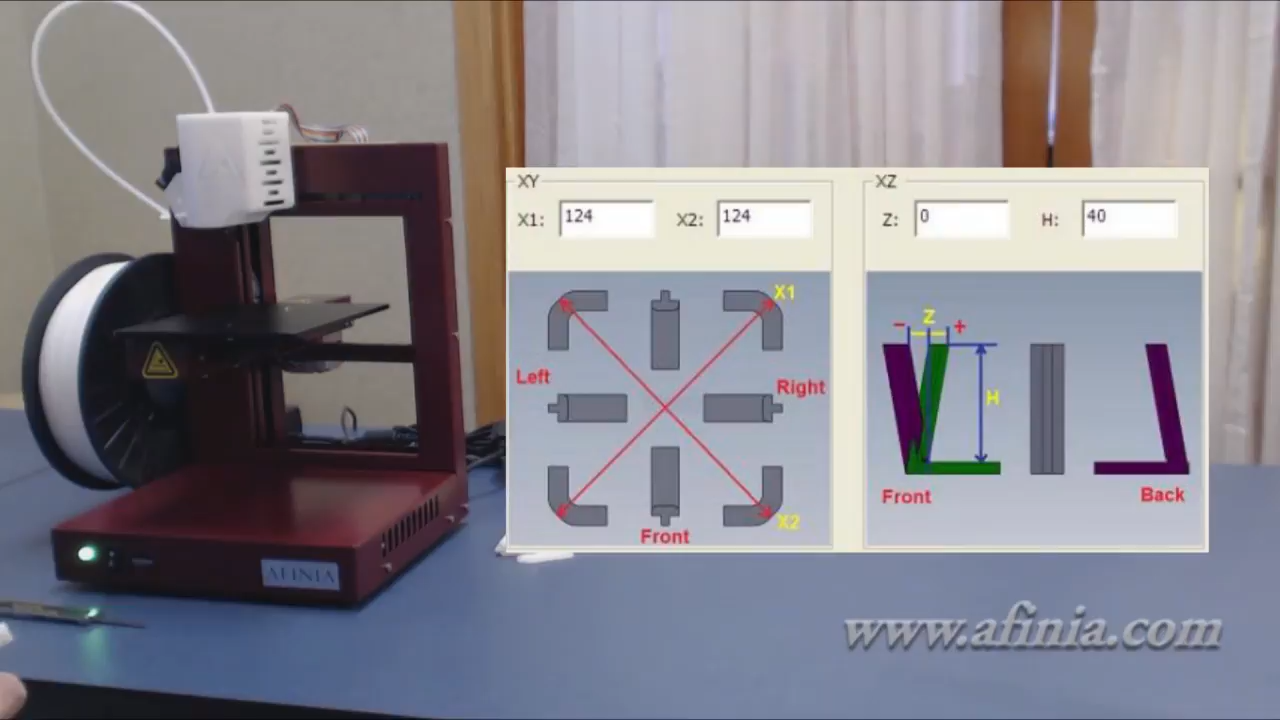 XY
X1: 124 X2: 124
XZ
Z: 0 H: 40
X1
Left
Right
X2
Front
- Z +
H
Front
Back
AFINIA
www.afinia.com